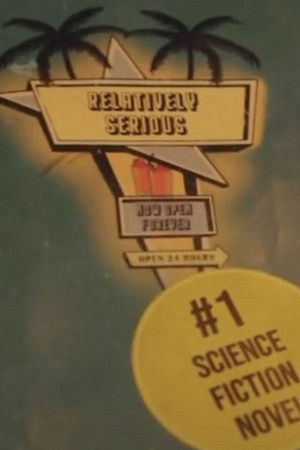 RELATIVELY
SERIOUS
NOW OPEN
FOREVER
OPEN 24 HOURS
#1
SCIENCE
FICTION
NOVEL